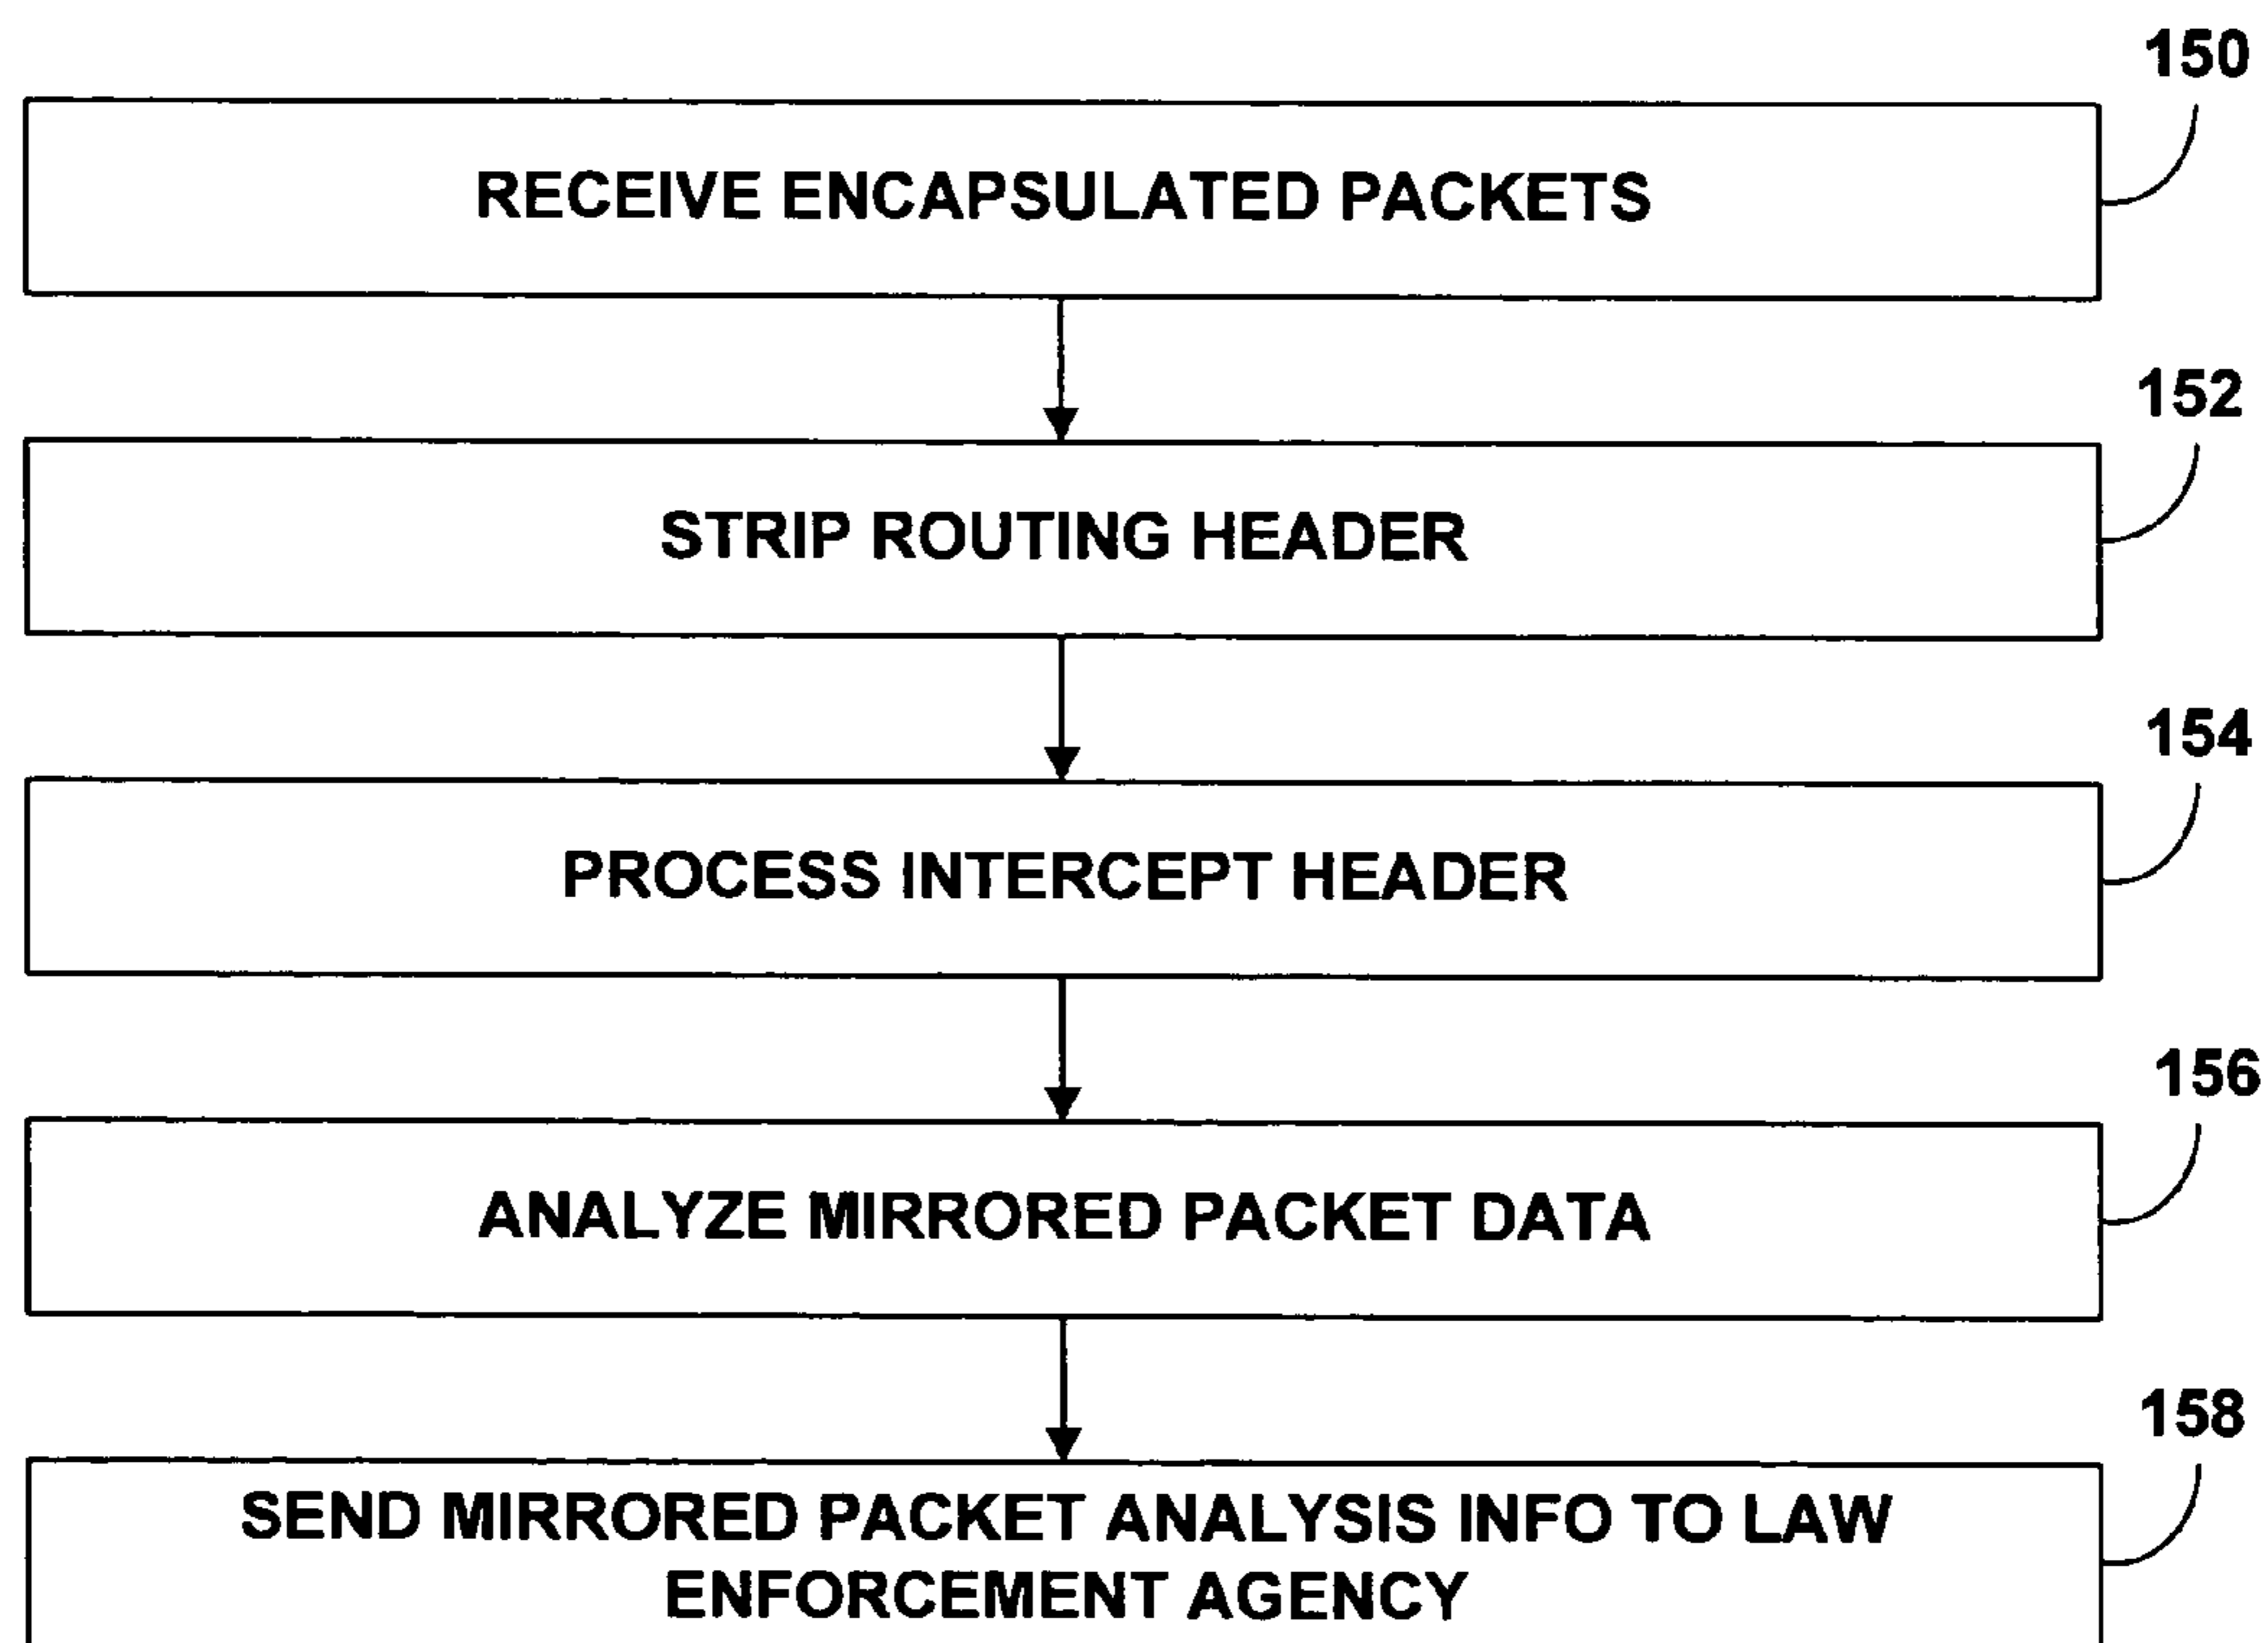 150
RECEIVE ENCAPSULATED PACKETS
152
STRIP ROUTING HEADER
154
PROCESS INTERCEPT HEADER
156
ANALYZE MIRRORED PACKET DATA
158
SEND MIRRORED PACKET ANALYSIS INFO TO LAW
ENFORCEMENT AGENCY